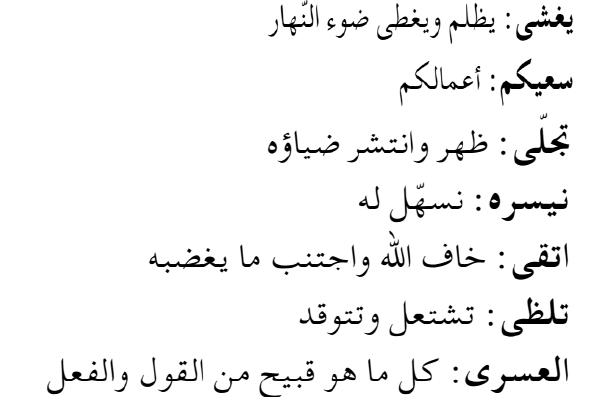 يغشى: يظلم ويغطى ضوء النّهار
سعيكم: أعمالكم
تجلّى: ظهر وانتشر ضياؤه
نيسره: نسهّل له
اتقى: خاف الله واجتنب ما يغضبه
تلظى: تشتعل وتتوقد
العسرى: كل ما هو قبيح من القول والفعل